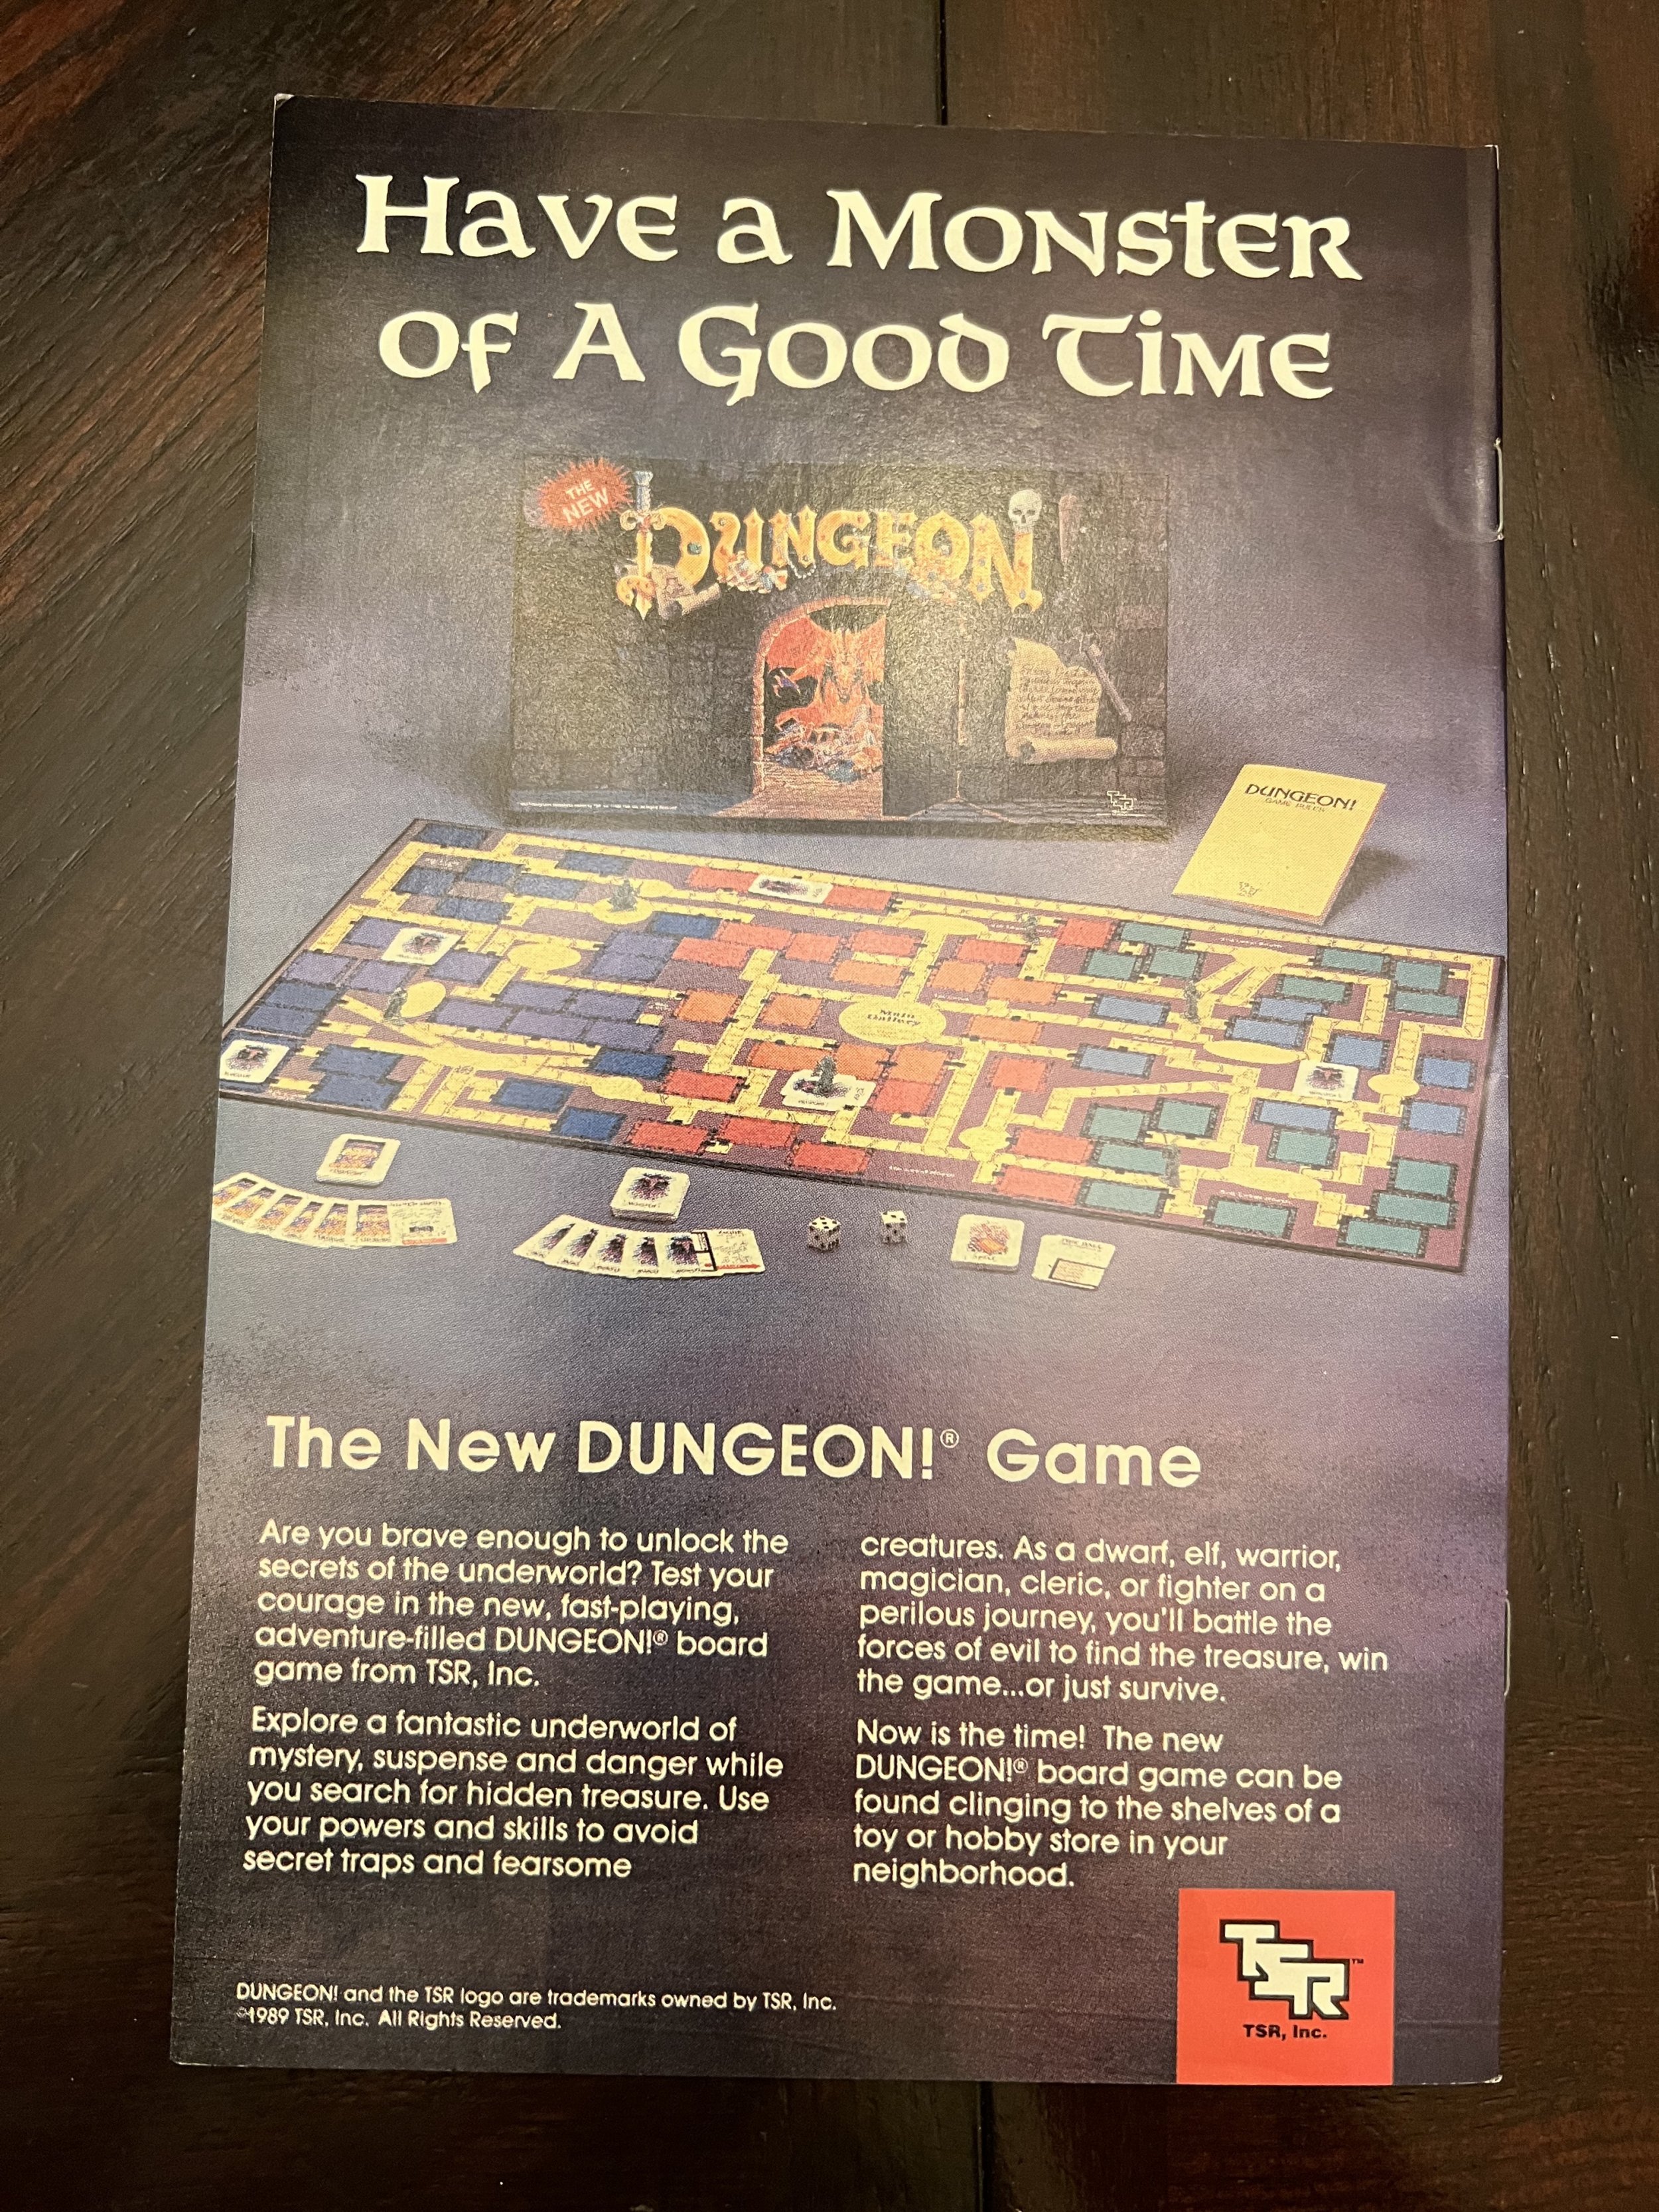 Have a Monster
of A Good Time
THE
NEW
DUNGEON
DUNGEON!
GAME RULES
Main
Gallery
The New DUNGEON!® Game
Are you brave enough to unlock the
secrets of the underworld? Test your
courage in the new, fast-playing,
adventure-filled DUNGEON!® board
game from TSR, Inc.
Explore a fantastic underworld of
mystery, suspense and danger while
you search for hidden treasure. Use
your powers and skills to avoid
secret traps and fearsome
creatures. As a dwarf, elf, warrior,
magician, cleric, or fighter on a
perilous journey, you'll battle the
forces of evil to find the treasure, win
the game...or just survive.
Now is the time! The new
DUNGEON!® board game can be
found clinging to the shelves of a
toy or hobby store in your
neighborhood.
DUNGEON! and the TSR logo are trademarks owned by TSR, Inc.
©1989 TSR, Inc. All Rights Reserved.
TSR™
TSR, Inc.